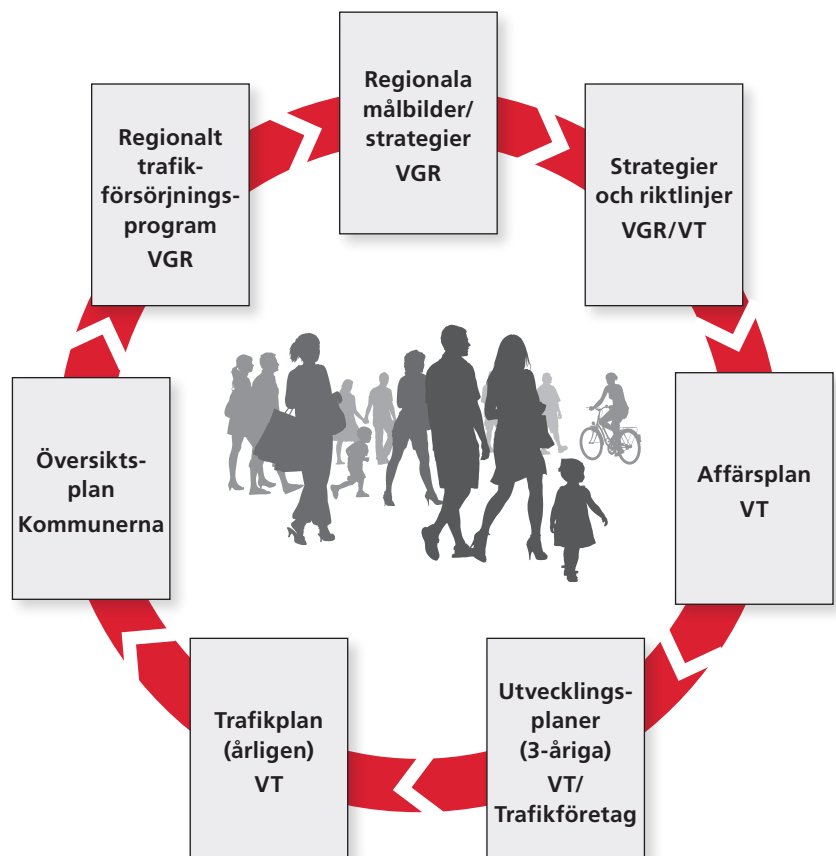 Regionala
målbilder/
strategier
VGR
Strategier
och riktlinjer
VGR/VT
Affärsplan
VT
Utvecklings-
planer
(3-åriga)
VT/
Trafikföretag
Trafikplan
(årligen)
VT
Översikts-
plan
Kommunerna
Regionalt
trafik-
försörjnings-
program
VGR